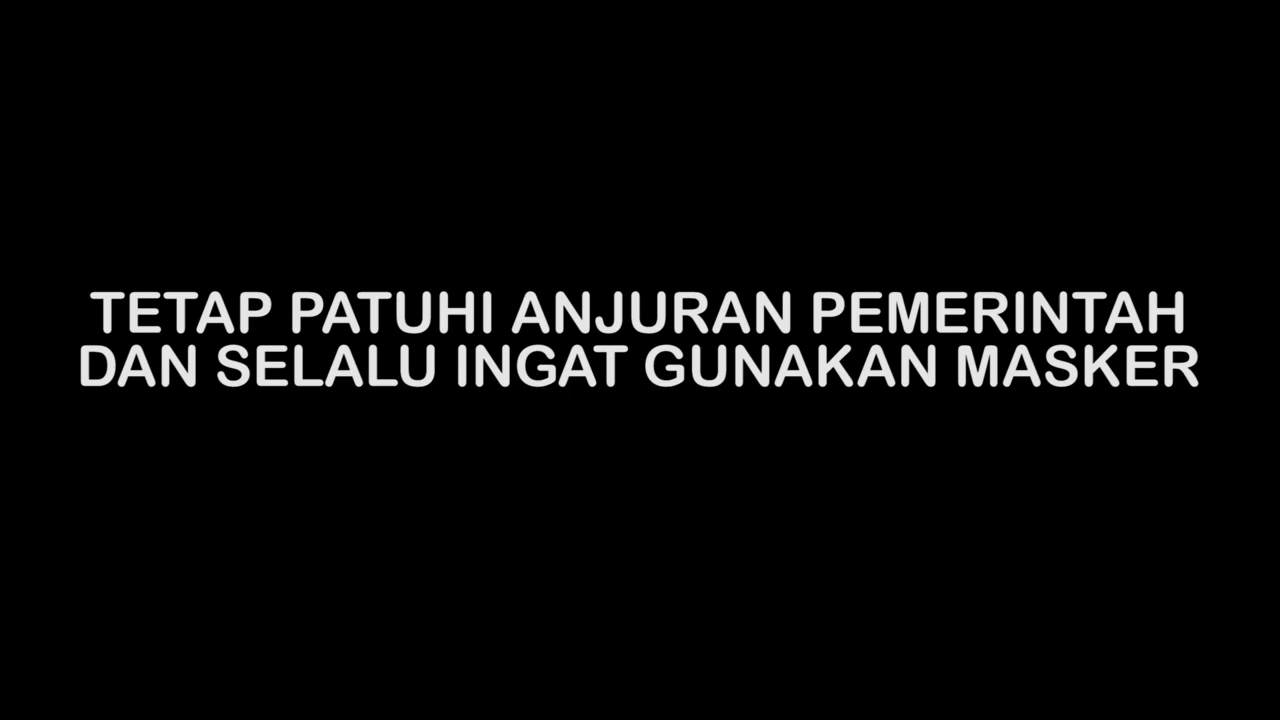 TETAP PATUHI ANJURAN PEMERINTAH
DAN SELALU INGAT GUNAKAN MASKER